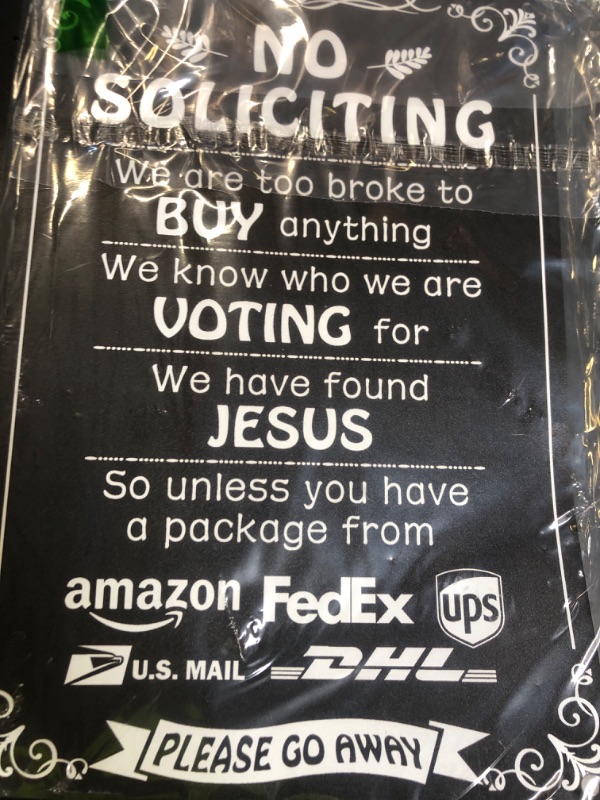 NO
SOLICITING
We are too broke to
BUY anything
We know who we are
VOTING for
We have found
JESUS
So unless you have
a package from
amazon FedEx ups
U.S. MAIL DHL
PLEASE GO AWAY